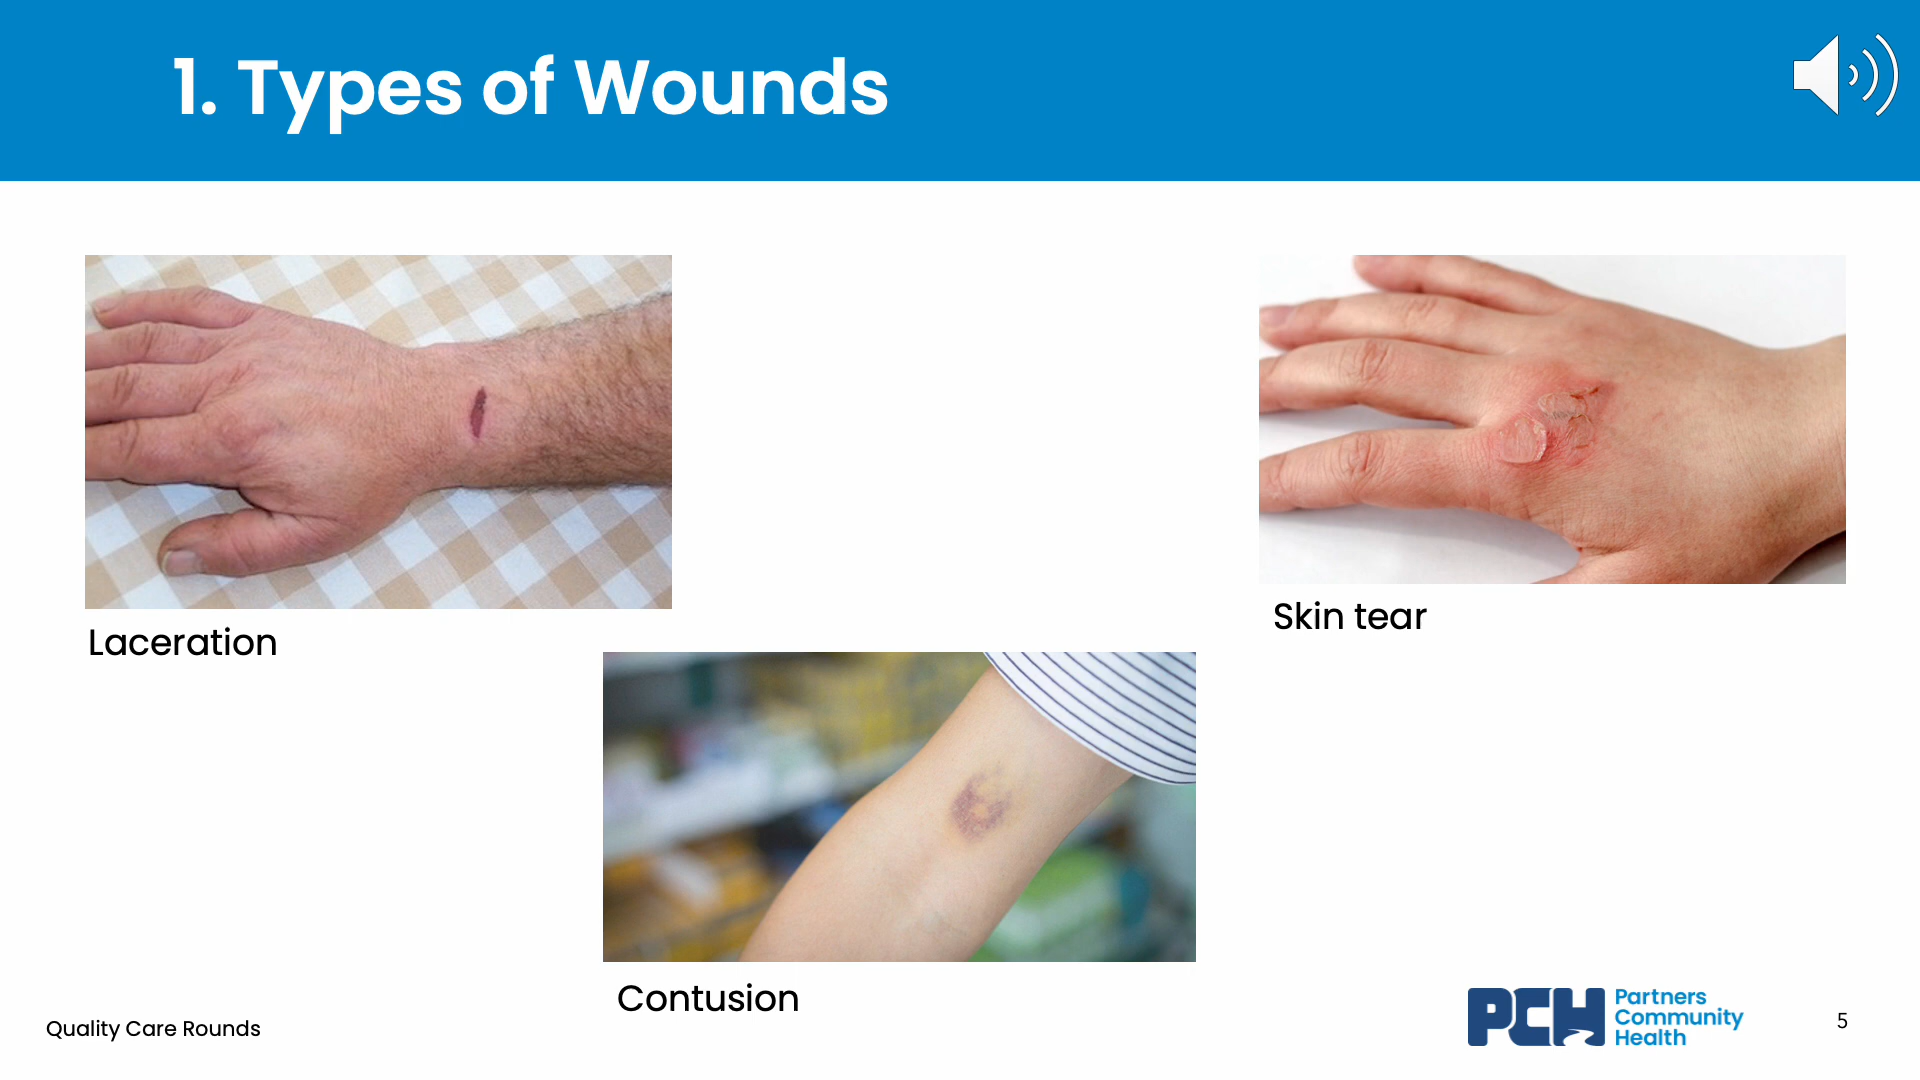 1. Types of Wounds
Laceration
Skin tear
Contusion
Quality Care Rounds
PCH
Partners
Community
Health
5